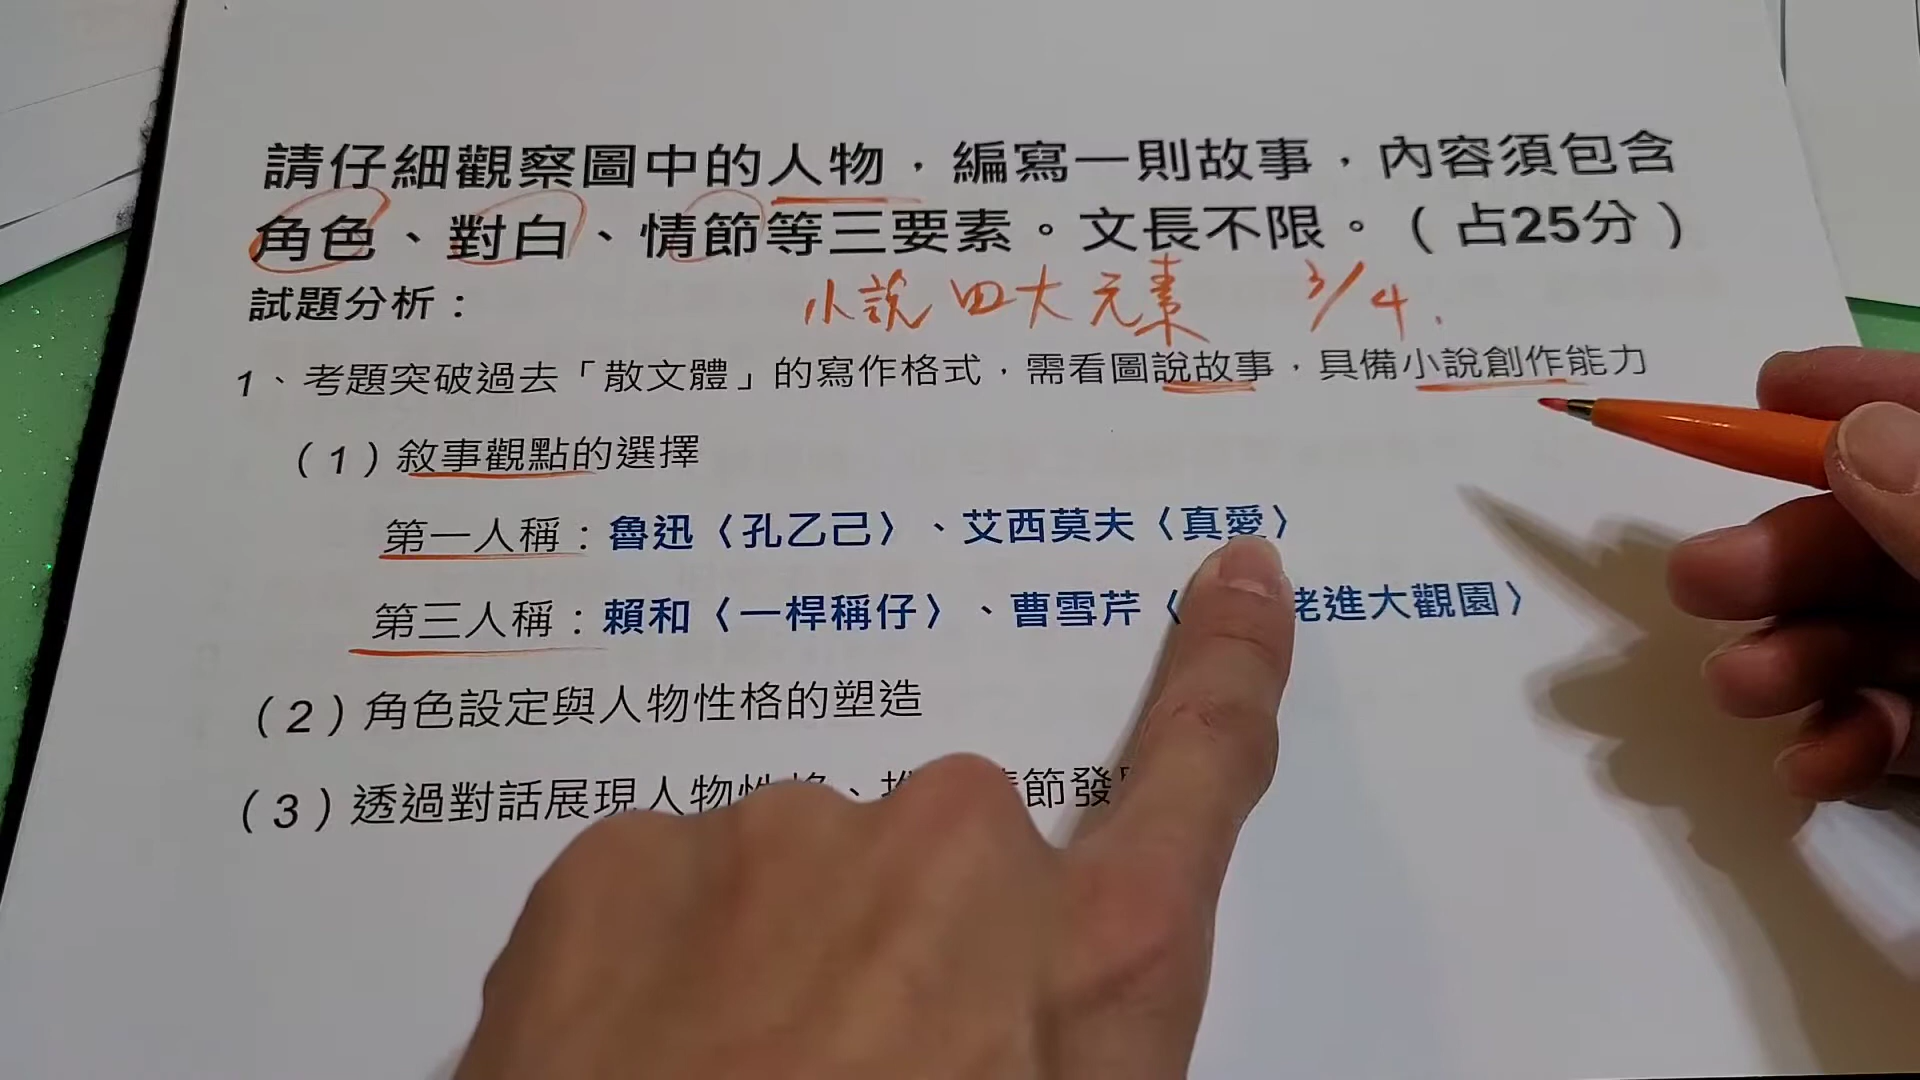 請仔細觀察圖中的人物，編寫一則故事，內容須包含
角色、對白、情節等三要素。文長不限。（占25分）
小說四大元素 3/4.
試題分析：
1、考題突破過去「散文體」的寫作格式，需看圖說故事，具備小說創作能力
（1）敘事觀點的選擇
第一人稱：魯迅〈孔乙己〉、艾西莫夫〈真愛〉
第三人稱：賴和〈一桿稱仔〉、曹雪芹〈 姥進大觀園〉
（2）角色設定與人物性格的塑造
（3）透過對話展現人物性格、 情節發